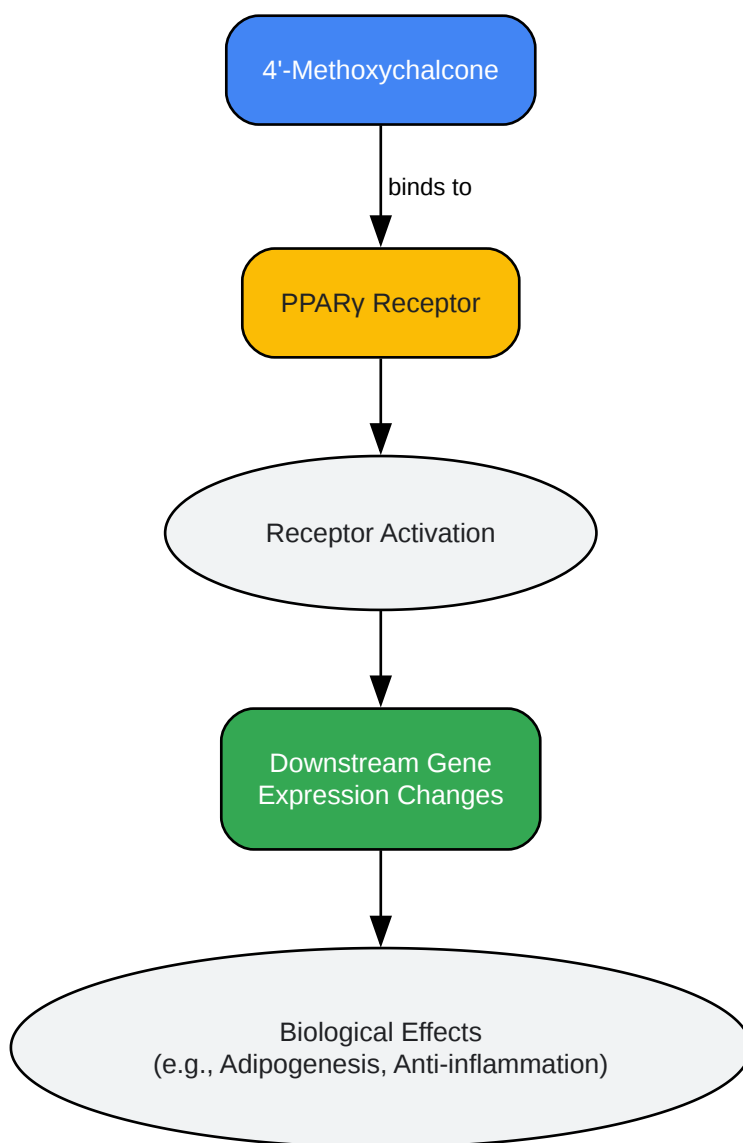 4'-Methoxychalcone
binds to
PPARγ Receptor
Receptor Activation
Downstream Gene
Expression Changes
Biological Effects
(e.g., Adipogenesis, Anti-inflammation)